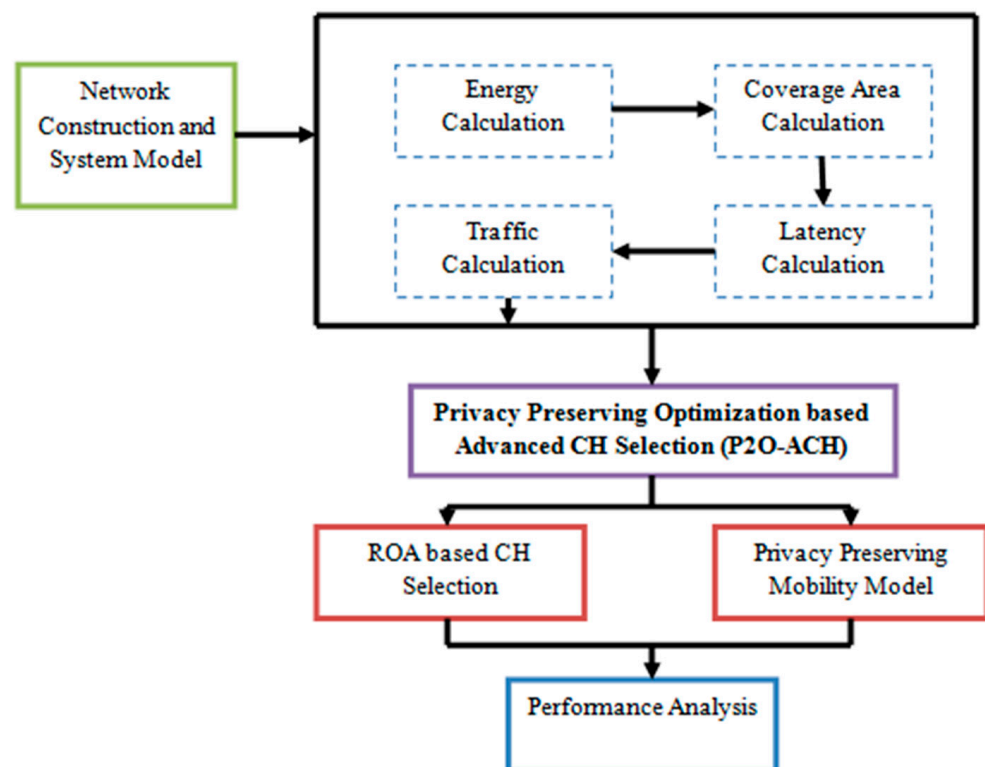 Network
Construction and
System Model
Energy
Calculation
Coverage Area
Calculation
Traffic
Calculation
Latency
Calculation
Privacy Preserving Optimization based
Advanced CH Selection (P2O-ACH)
ROA based CH
Selection
Privacy Preserving
Mobility Model
Performance Analysis